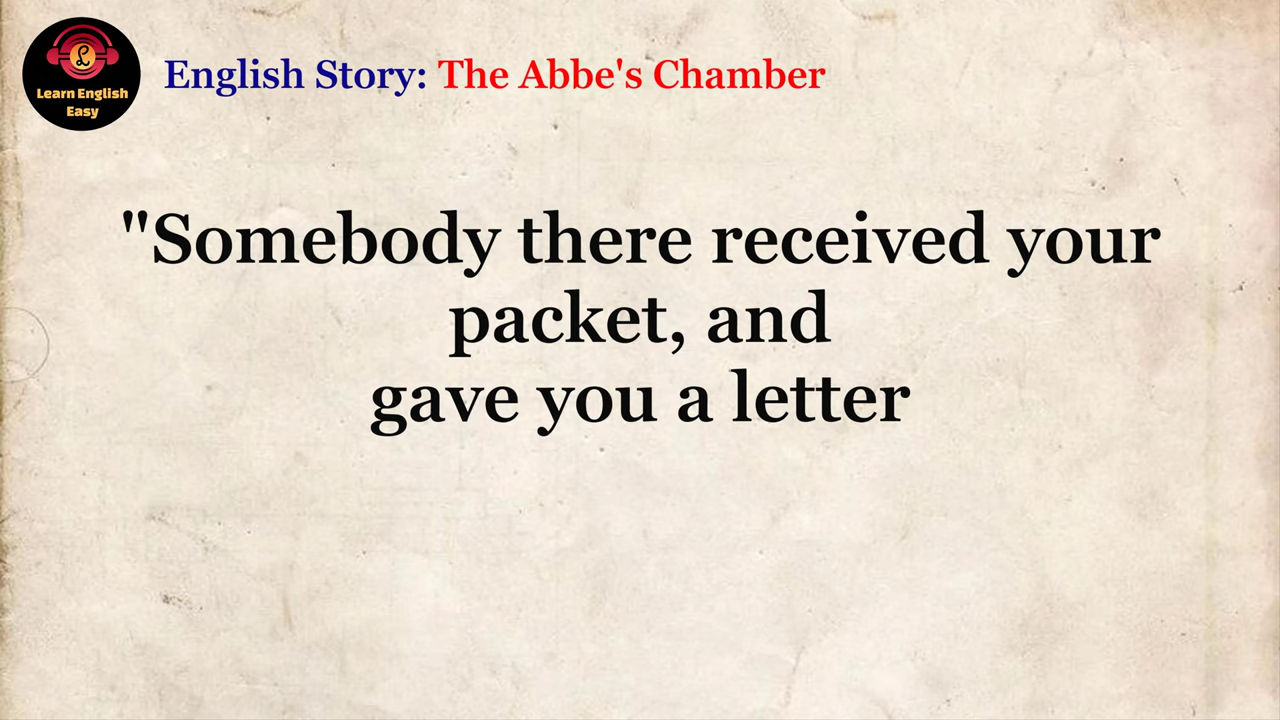 Learn English
Easy
English Story: The Abbe's Chamber
"Somebody there received your
packet, and
gave you a letter